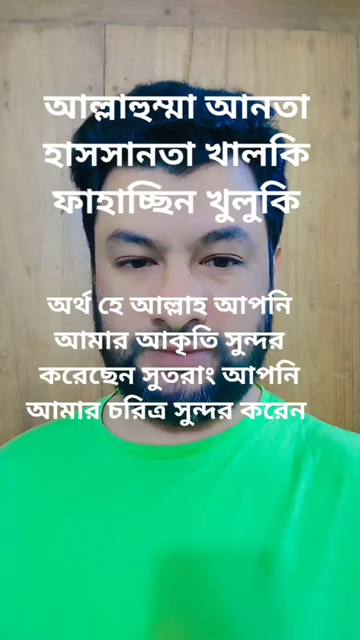 আল্লাহুম্মা আনতা
হাসসানতা খালকি
ফাহাচ্ছিন খুলুকি
অর্থ হে আল্লাহ আপনি
আমার আকৃতি সুন্দর
করেছেন সুতরাং আপনি
আমার চরিত্র সুন্দর করেন